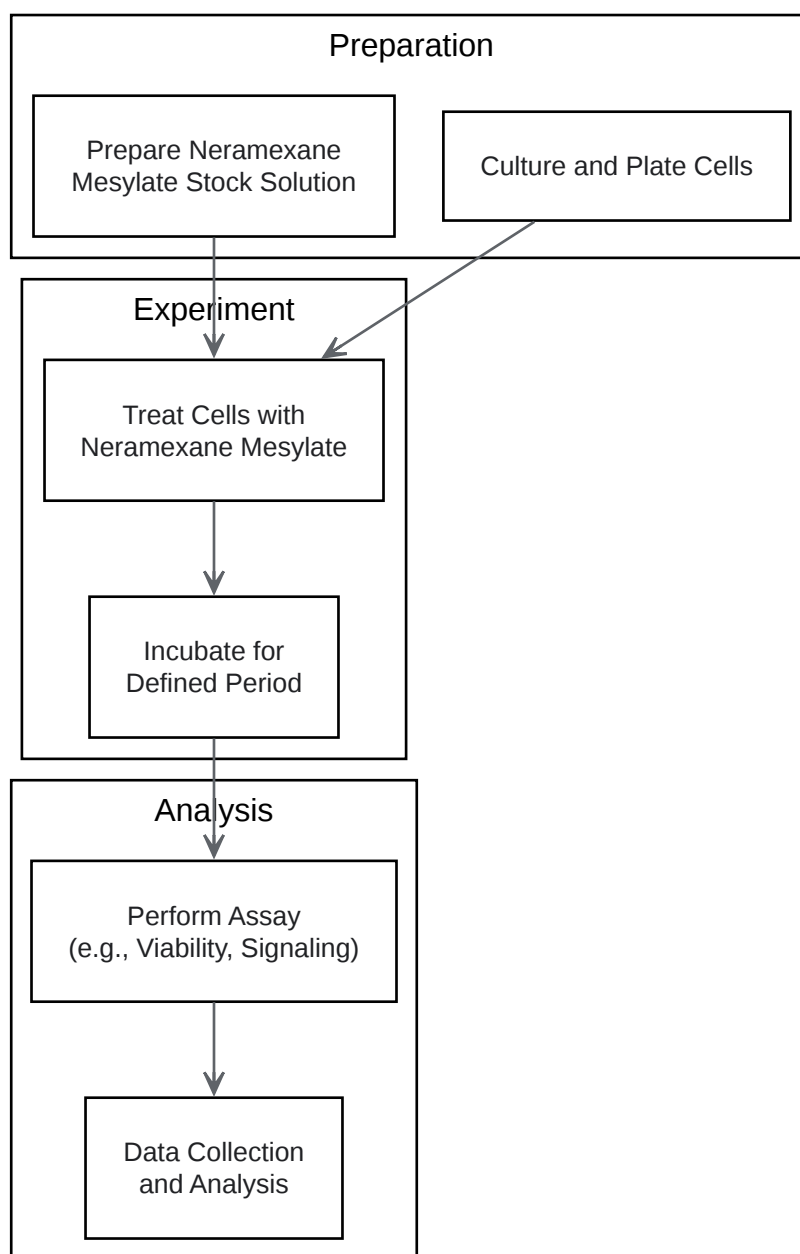 Preparation
Prepare Neramexane
Mesylate Stock Solution
Culture and Plate Cells
Experiment
Treat Cells with
Neramexane Mesylate
Incubate for
Defined Period
Analysis
Perform Assay
(e.g., Viability, Signaling)
Data Collection
and Analysis